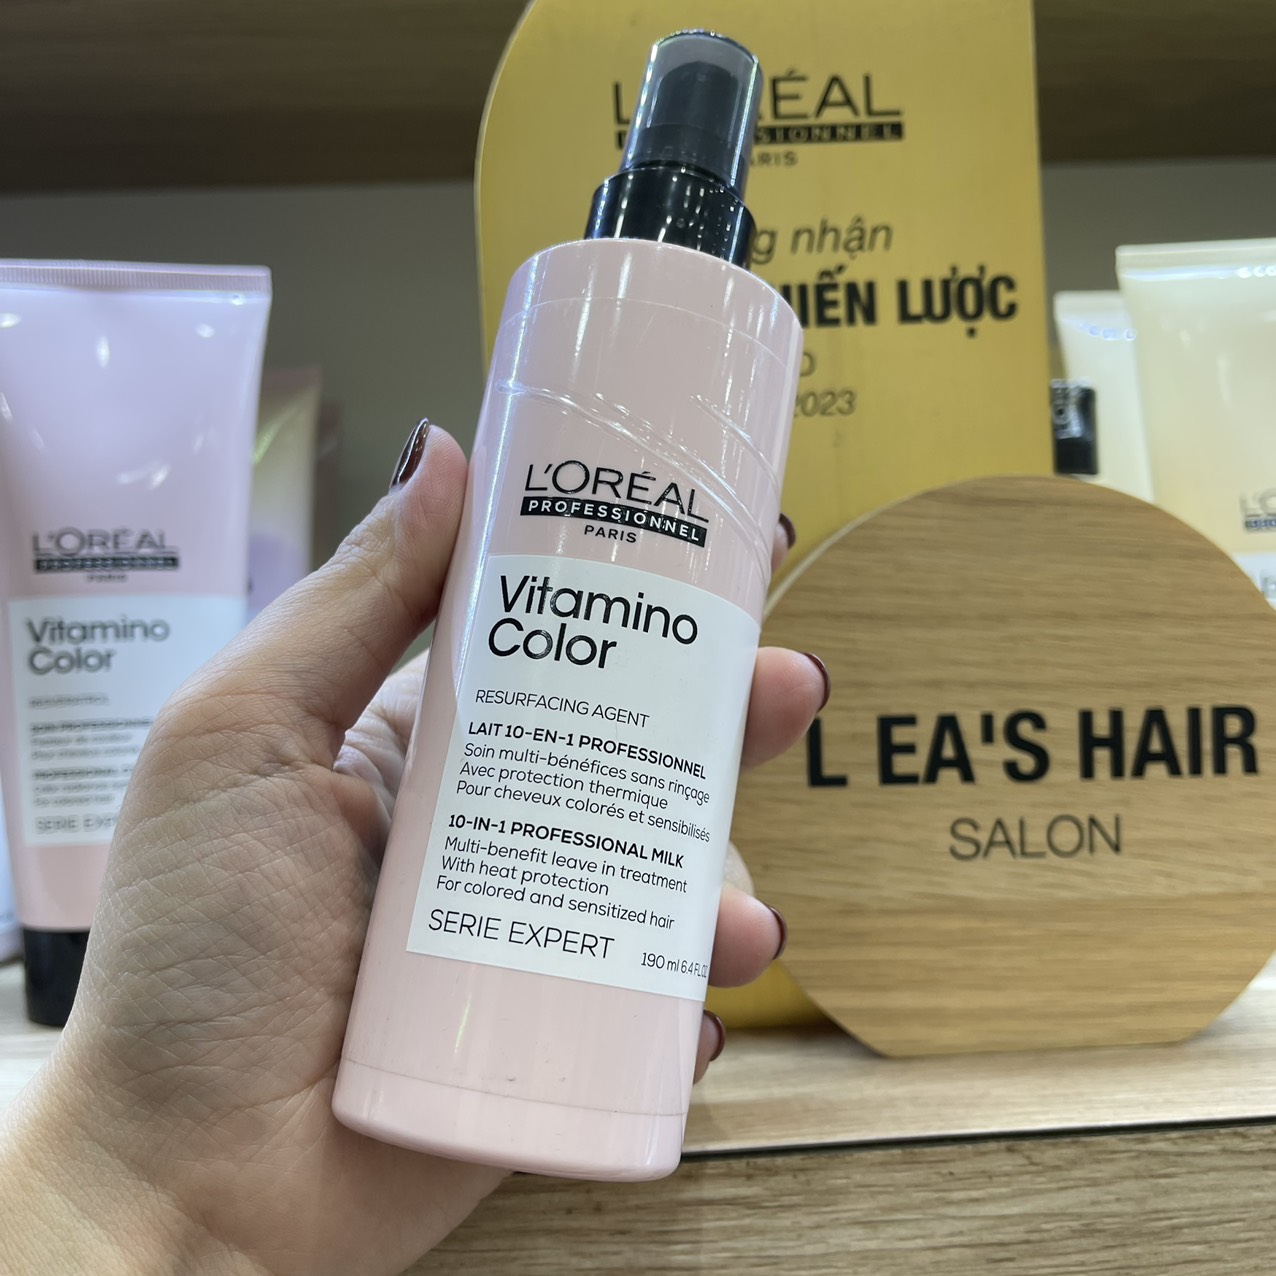 L'ORÉAL
PROFESSIONNEL
PARIS
Vitamino
Color
RESURFACING AGENT
LAIT 10-EN-1 PROFESSIONNEL
Soin multi-bénéfices sans rinçage
Avec protection thermique
Pour cheveux colorés et sensibilisés
10-IN-1 PROFESSIONAL MILK
Multi-benefit leave in treatment
With heat protection
For colored and sensitized hair
SERIE EXPERT
190 ml 6.4 FL.OZ
ÉAL
nhận
LƯỢC
2023
L EA'S HAIR
SALON
L'ORÉAL
PROFESSIONNEL
PARIS
Vitamino
Color
SERIE